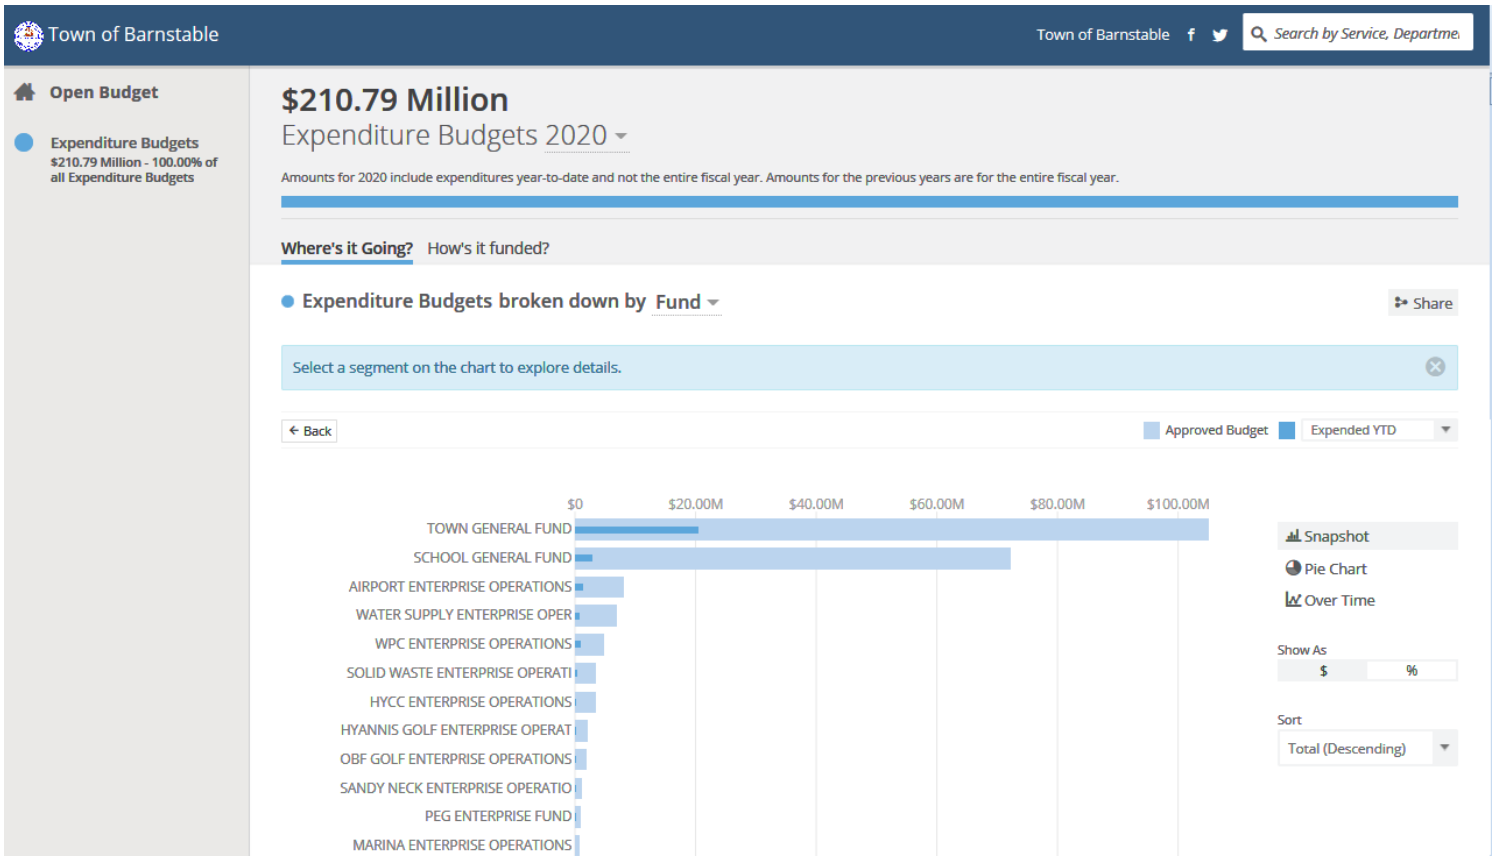 Town of Barnstable
Town of Barnstable
Search by Service, Departme
Open Budget
Expenditure Budgets
$210.79 Million - 100.00% of
all Expenditure Budgets
$210.79 Million
Expenditure Budgets 2020
Amounts for 2020 include expenditures year-to-date and not the entire fiscal year. Amounts for the previous years are for the entire fiscal year.
Where's it Going? How's it funded?
Expenditure Budgets broken down by Fund
Share
Select a segment on the chart to explore details.
Back
Approved Budget
Expended YTD
$0 $20.00M $40.00M $60.00M $80.00M $100.00M
TOWN GENERAL FUND
SCHOOL GENERAL FUND
AIRPORT ENTERPRISE OPERATIONS
WATER SUPPLY ENTERPRISE OPER
WPC ENTERPRISE OPERATIONS
SOLID WASTE ENTERPRISE OPERATI
HYCC ENTERPRISE OPERATIONS
HYANNIS GOLF ENTERPRISE OPERAT
OBF GOLF ENTERPRISE OPERATIONS
SANDY NECK ENTERPRISE OPERATIO
PEG ENTERPRISE FUND
MARINA ENTERPRISE OPERATIONS
Snapshot
Pie Chart
Over Time
Show As
$ %
Sort
Total (Descending)